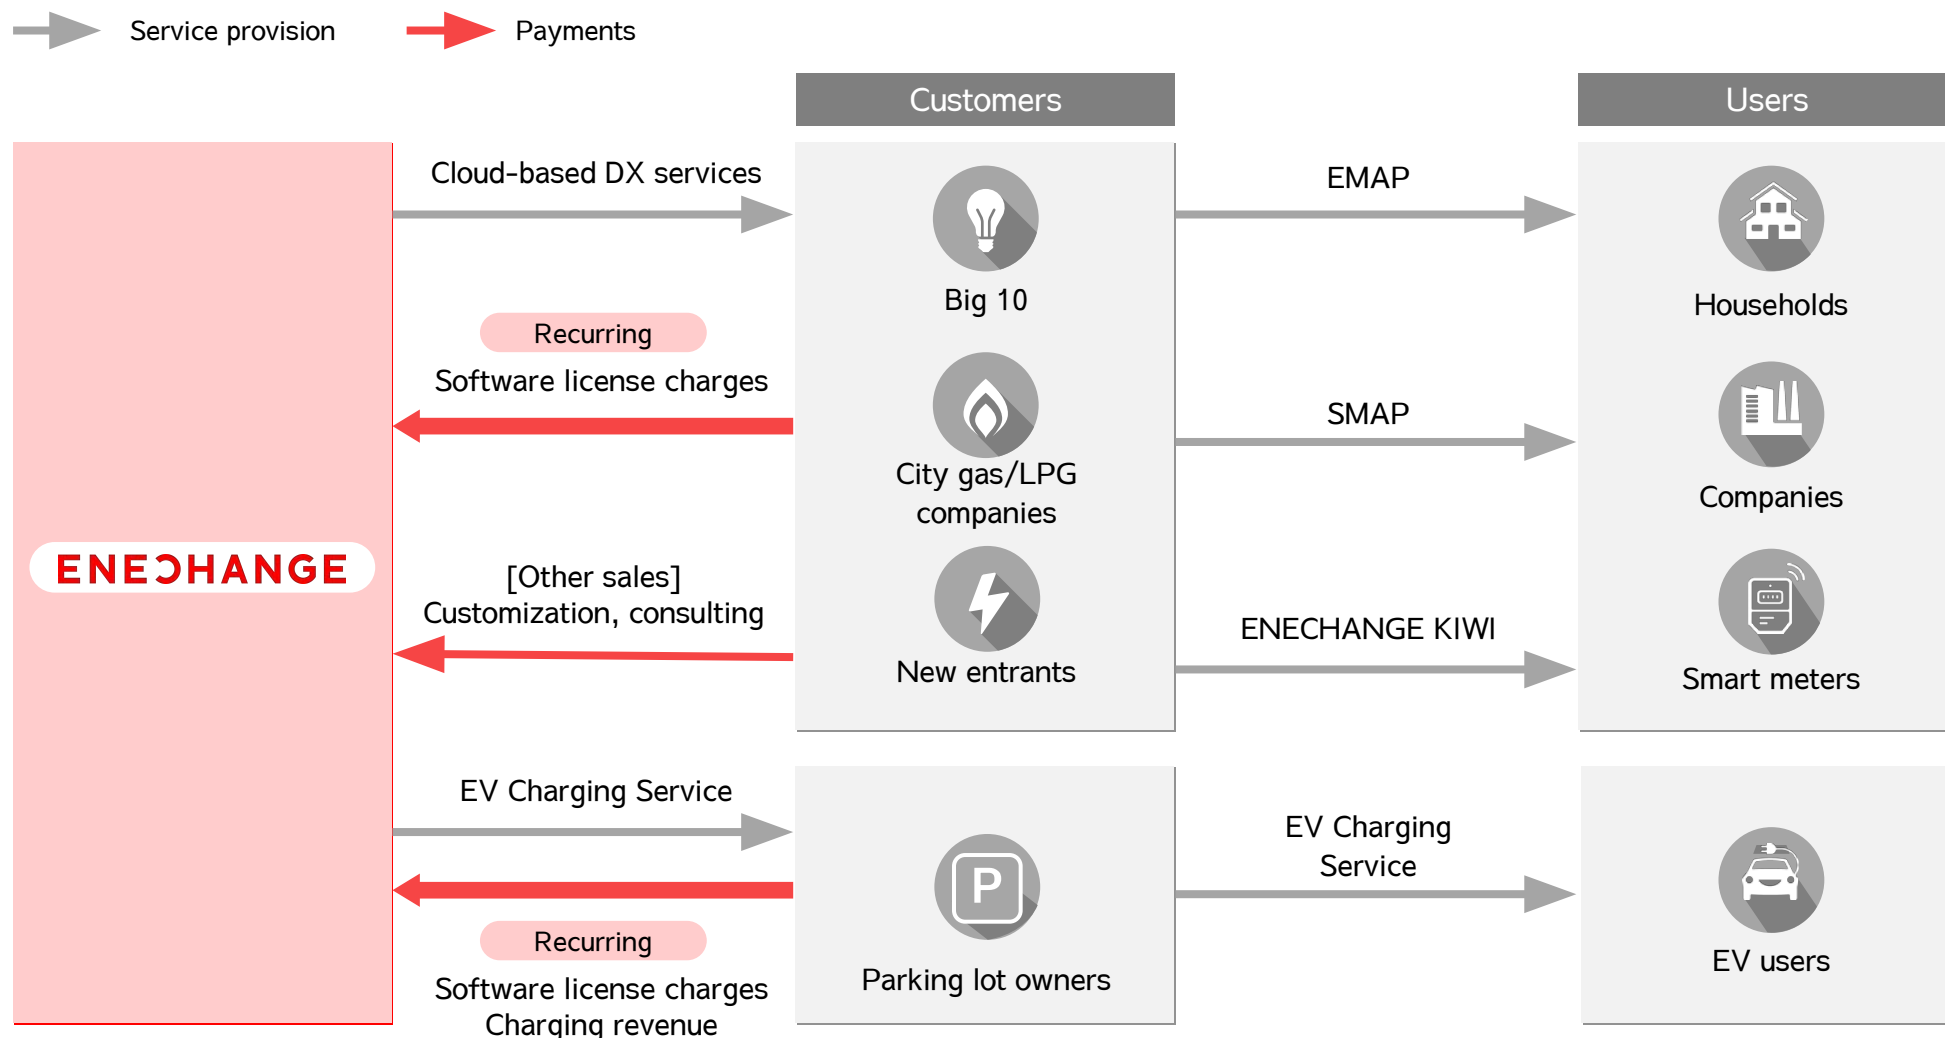 Service provision
Payments
Customers
Users
Cloud-based DX services
Recurring
Software license charges
[Other sales]
Customization, consulting
ENECHANGE
Big 10
City gas/LPG
companies
New entrants
EMAP
SMAP
ENECHANGE KIWI
Households
Companies
Smart meters
EV Charging Service
Recurring
Software license charges
Charging revenue
P
Parking lot owners
EV Charging
Service
EV users